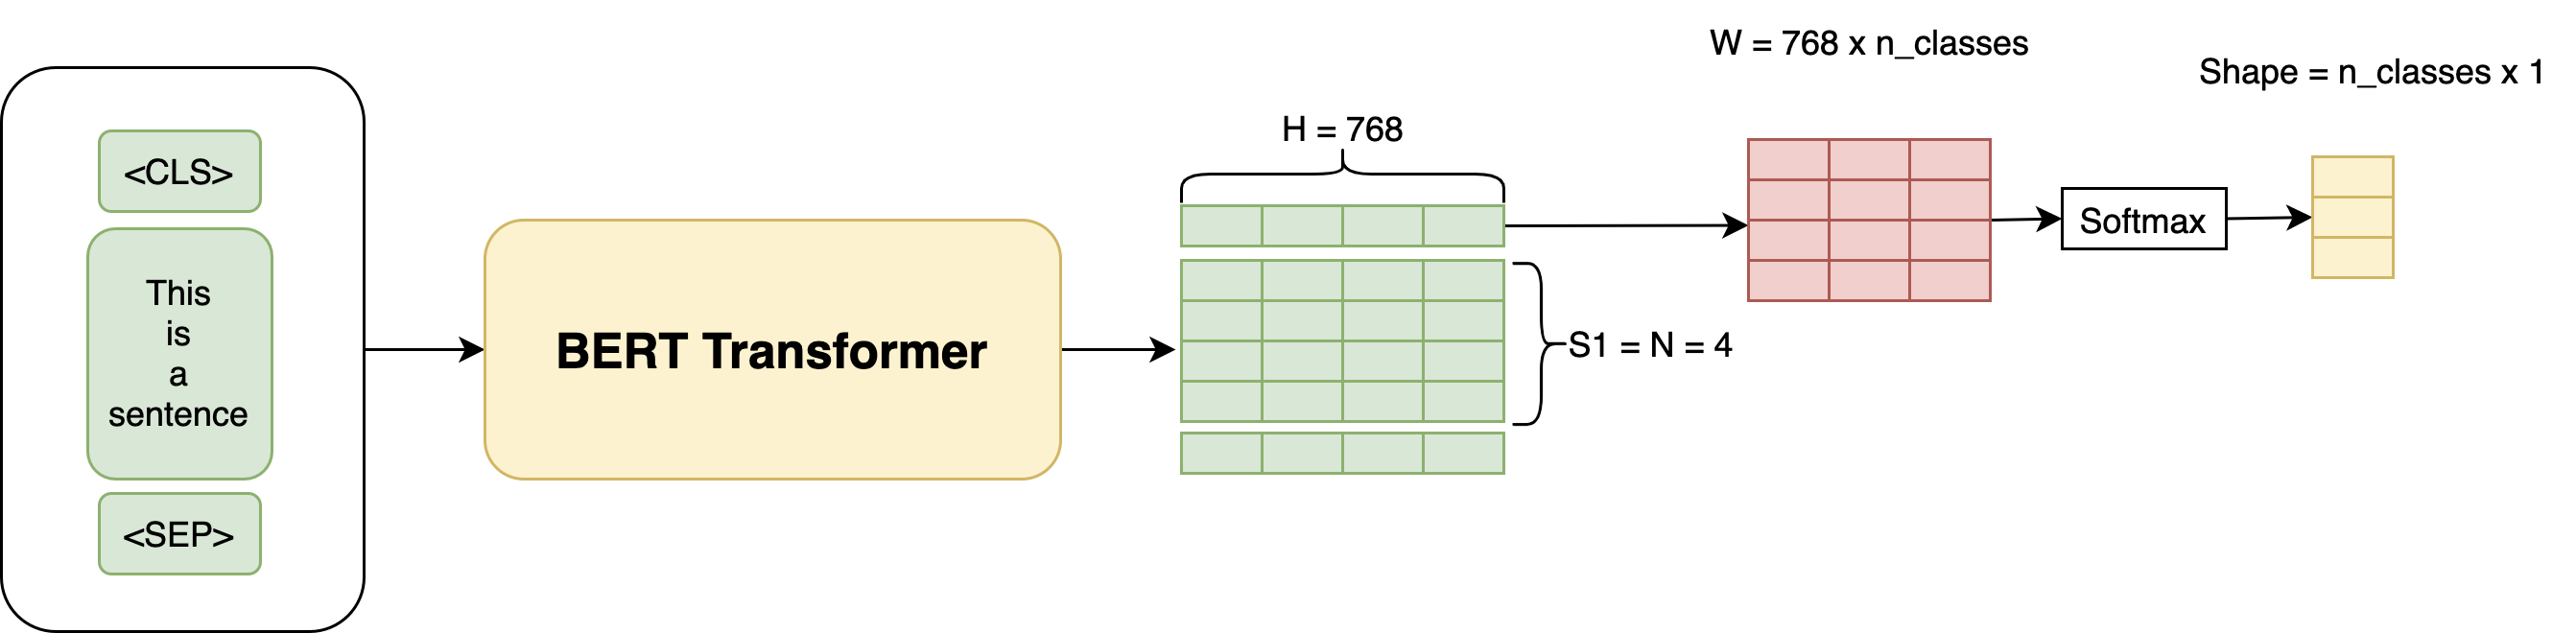 <CLS>
This
is
a
sentence
<SEP>
BERT Transformer
H = 768
S1 = N = 4
W = 768 x n_classes
Softmax
Shape = n_classes x 1